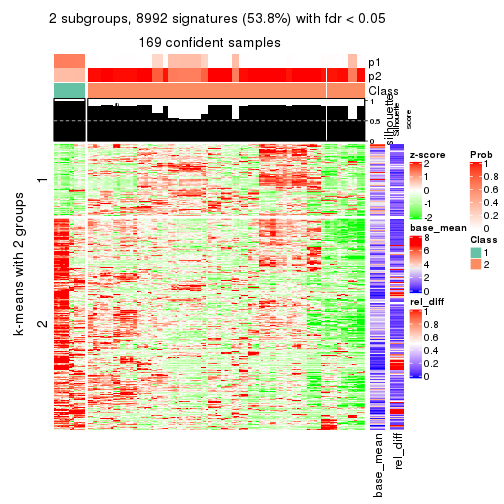 2 subgroups, 8992 signatures (53.8%) with fdr < 0.05
169 confident samples
p1
p2
Class
1
0.5
0
silhouette
Silhouette
score
k-means with 2 groups
1
2
z-score
2
1
0
-1
-2
base_mean
8
6
4
2
0
rel_diff
1
0.8
0.6
0.4
0.2
0
Prob
1
0.8
0.6
0.4
0.2
0
Class
1
2
base_mean
rel_diff